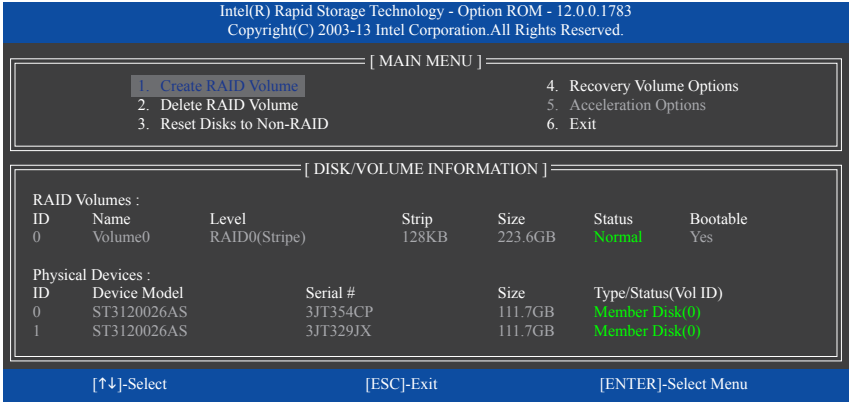 Intel(R) Rapid Storage Technology - Option ROM - 12.0.0.1783
Copyright(C) 2003-13 Intel Corporation.All Rights Reserved.
[ MAIN MENU ]
1. Create RAID Volume 4. Recovery Volume Options
2. Delete RAID Volume 5. Acceleration Options
3. Reset Disks to Non-RAID 6. Exit
[ DISK/VOLUME INFORMATION ]
RAID Volumes :
ID Name Level Strip Size Status Bootable
0 Volume0 RAID0(Stripe) 128KB 223.6GB Normal Yes
Physical Devices :
ID Device Model Serial # Size Type/Status(Vol ID)
0 ST3120026AS 3JT354CP 111.7GB Member Disk(0)
1 ST3120026AS 3JT329JX 111.7GB Member Disk(0)
[↑↓]-Select [ESC]-Exit [ENTER]-Select Menu